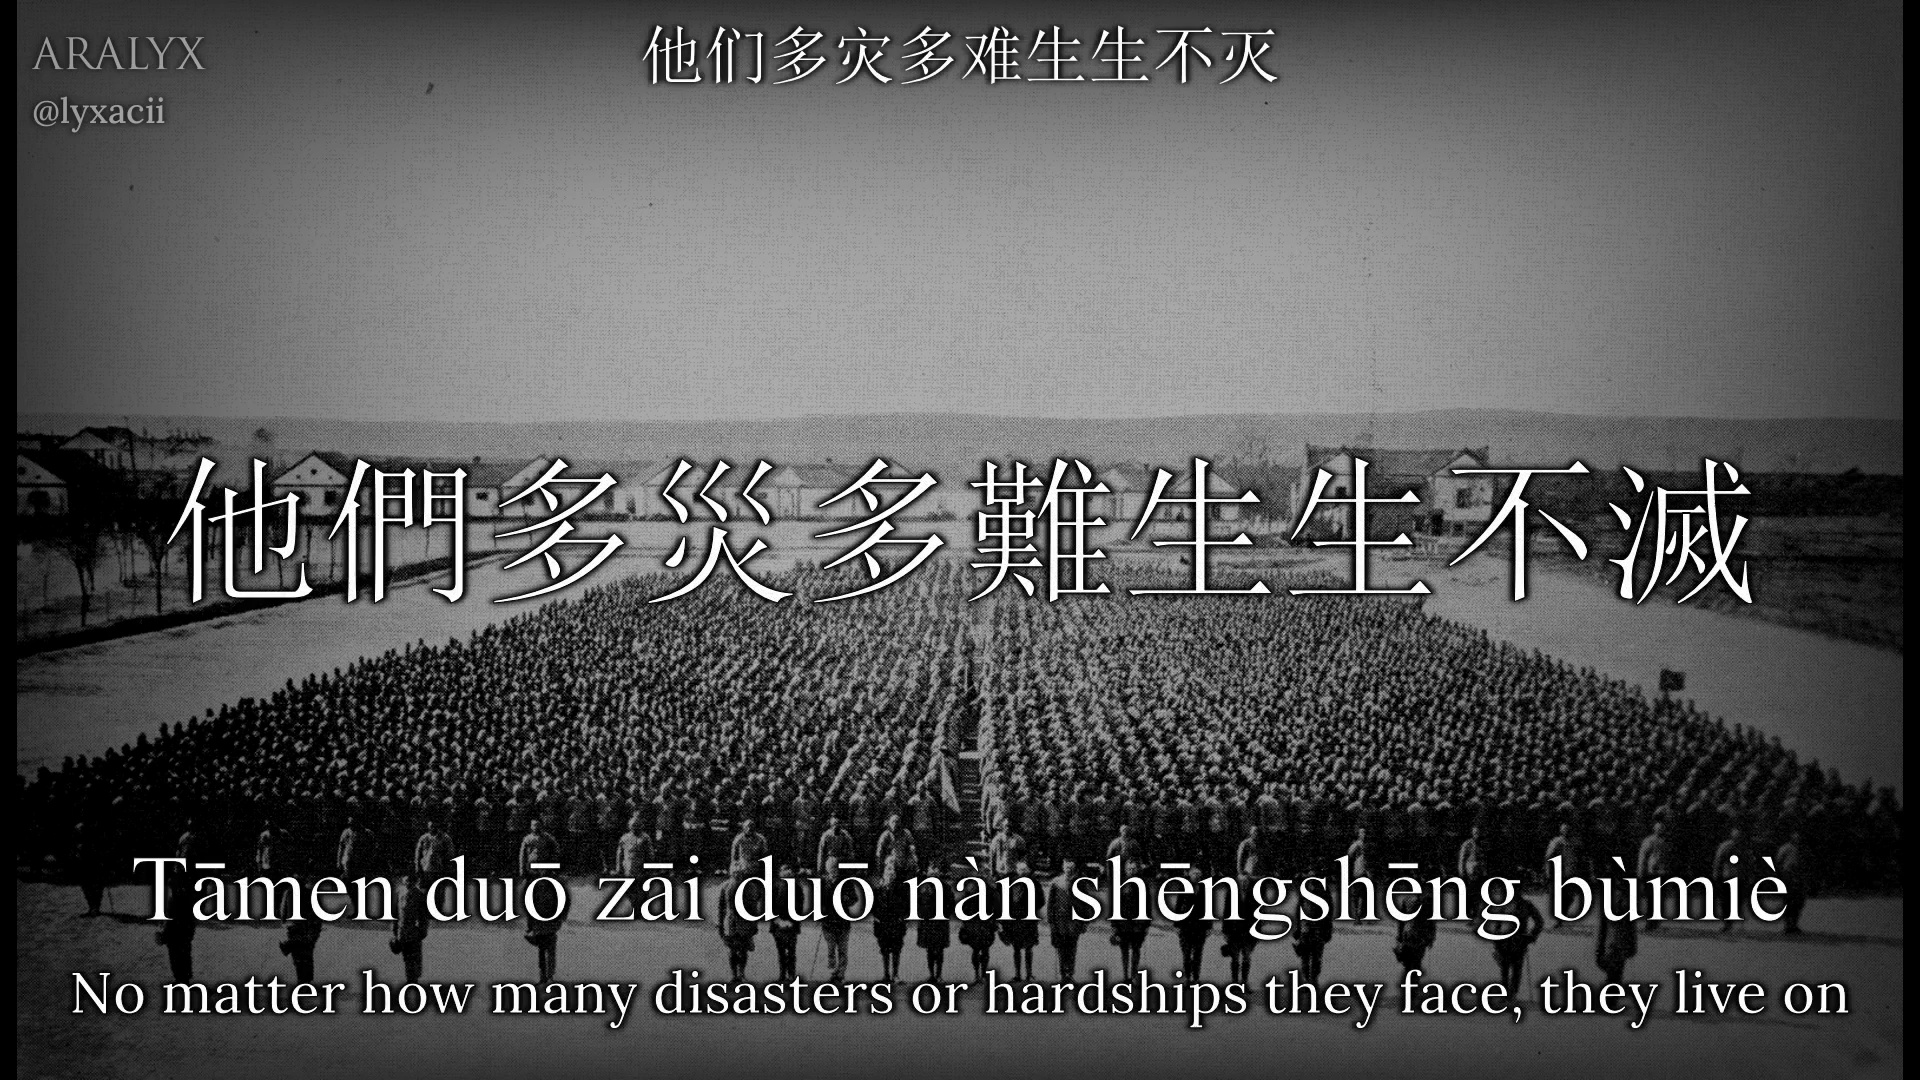 ARALYX
@lyxacii
他们多灾多难生生不灭
他們多災多難生生不滅
Tāmen duō zāi duō nàn shēngshēng bùmiè
No matter how many disasters or hardships they face, they live on